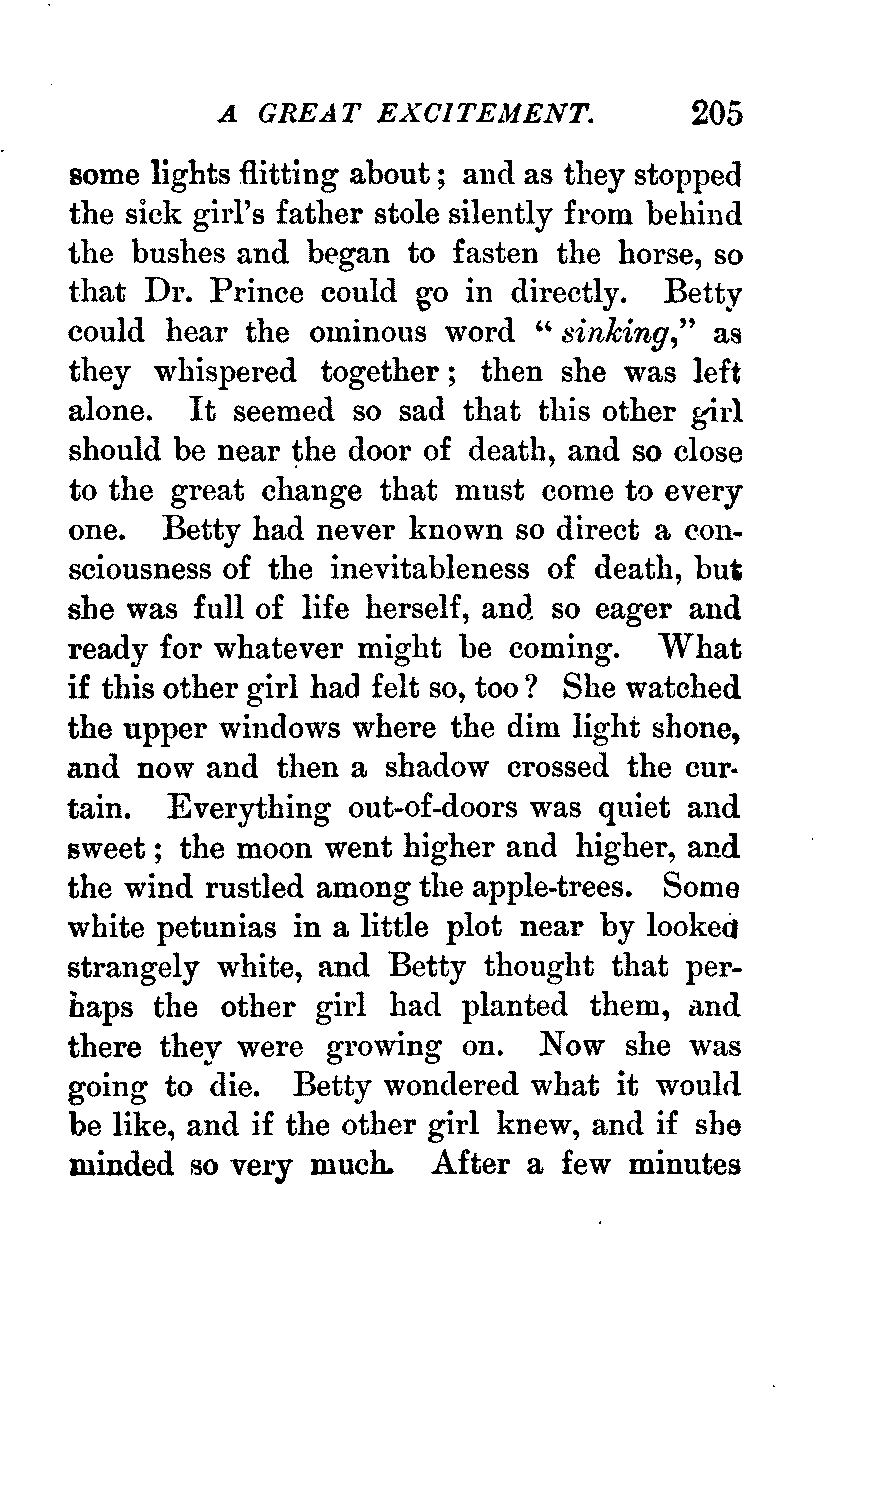 A GREAT EXCITEMENT. 205
some lights flitting about ; and as they stopped
the sick girl's father stole silently from behind
the bushes and began to fasten the horse, so
that Dr. Prince could go in directly. Betty
could hear the ominous word " sinking," as
they whispered together ; then she was left
alone. It seemed so sad that this other girl
should be near the door of death, and so close
to the great change that must come to every
one. Betty had never known so direct a con-
sciousness of the inevitableness of death, but
she was full of life herself, and so eager and
ready for whatever might be coming. What
if this other girl had felt so, too ? She watched
the upper windows where the dim light shone,
and now and then a shadow crossed the cur-
tain. Everything out-of-doors was quiet and
sweet ; the moon went higher and higher, and
the wind rustled among the apple-trees. Some
white petunias in a little plot near by looked
strangely white, and Betty thought that per-
haps the other girl had planted them, and
there they were growing on. Now she was
going to die. Betty wondered what it would
be like, and if the other girl knew, and if she
minded so very much. After a few minutes